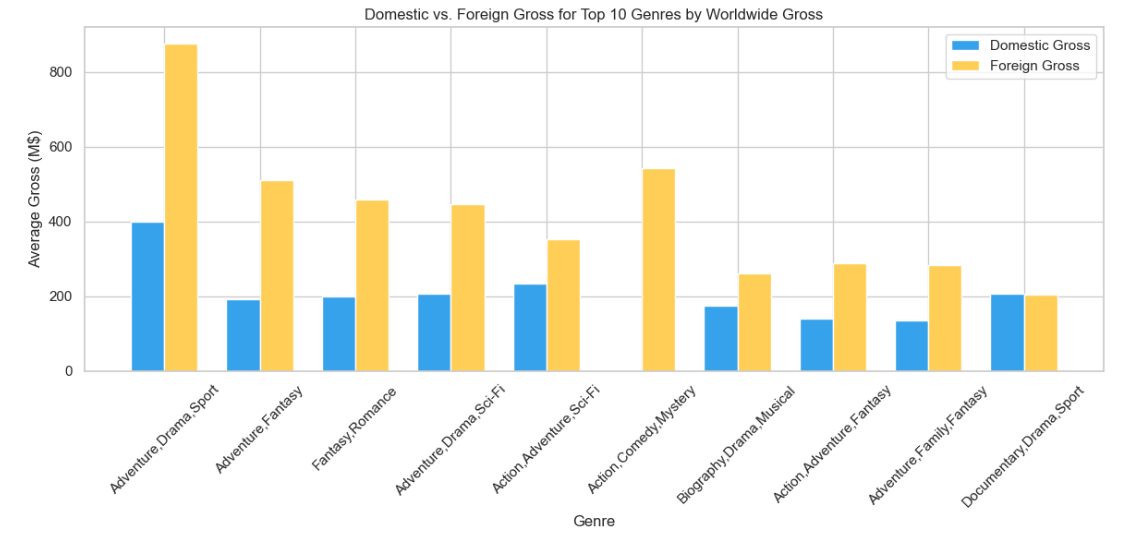 Domestic vs. Foreign Gross for Top 10 Genres by Worldwide Gross
Domestic Gross
Foreign Gross
Average Gross (M$)
800
600
400
200
0
Adventure,Drama,Sport
Adventure,Fantasy
Fantasy,Romance
Adventure,Drama,Sci-Fi
Action,Adventure,Sci-Fi
Action,Comedy,Mystery
Biography,Drama,Musical
Action,Adventure,Fantasy
Adventure,Family,Fantasy
Documentary,Drama,Sport
Genre